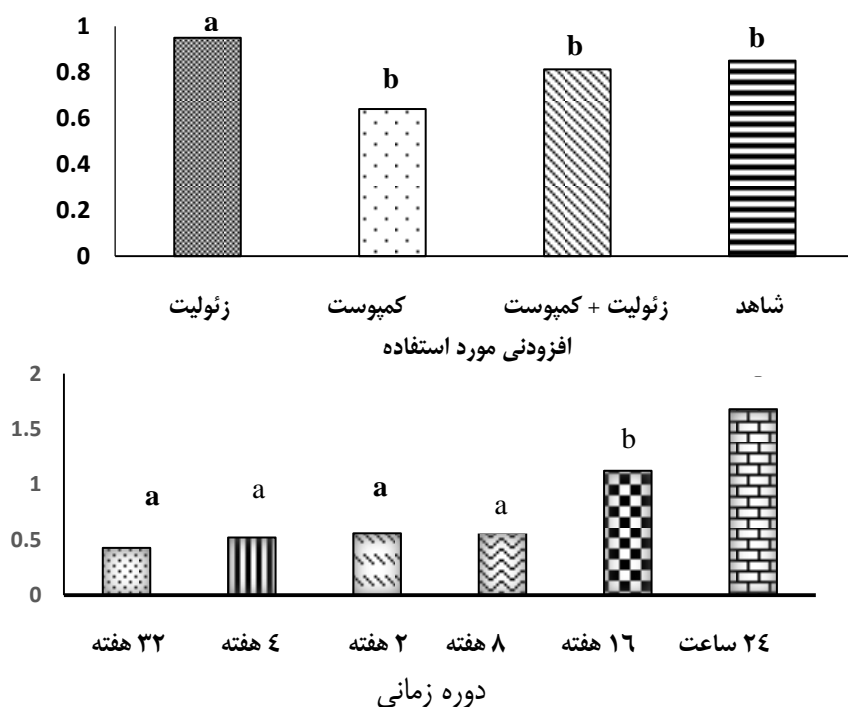 1
0.8
0.6
0.4
0.2
0
a
b
b
b
زئولیت
کمپوست
زئولیت + کمپوست
شاهد
افزودنی مورد استفاده
2
1.5
1
0.5
0
a
a
a
a
b
۳۲ هفته
٤ هفته
۲ هفته
۸ هفته
۱٦ هفته
۲٤ ساعت
دوره زمانی